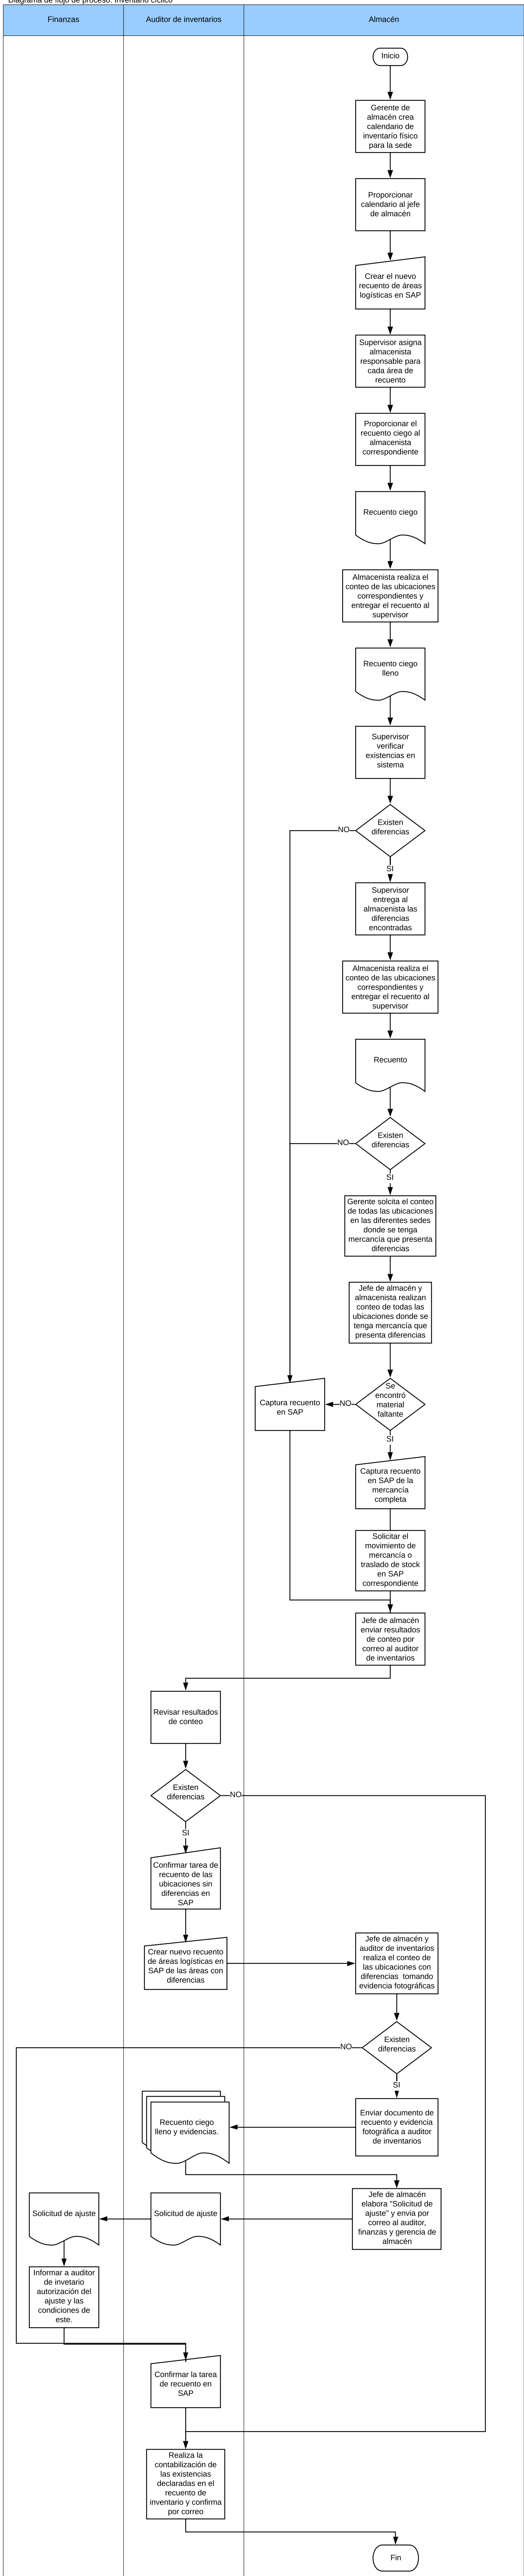 Diagrama de flujo de proceso: Inventario cíclico
Finanzas
Auditor de inventarios
Almacén
Inicio
Gerente de
almacén crea
calendario de
inventario físico
para la sede
Proporcionar
calendario al jefe
de almacén
Crear el nuevo
recuento de áreas
logísticas en SAP
Supervisor asigna
almacenista
responsable para
cada área de
recuento
Proporcionar el
recuento ciego al
almacenista
correspondiente
Recuento ciego
Almacenista realiza el
conteo de las ubicaciones
correspondientes y
entregar el recuento al
supervisor
Recuento ciego
lleno
Supervisor
verificar
existencias en
sistema
Existen
diferencias
NO
SI
Supervisor
entrega al
almacenista las
diferencias
encontradas
Almacenista realiza el
conteo de las ubicaciones
correspondientes y
entregar el recuento al
supervisor
Recuento
Existen
diferencias
NO
SI
Gerente solcita el conteo
de todas las ubicaciones
en las diferentes sedes
donde se tenga
mercancía que presenta
diferencias
Jefe de almacén y
almacenista realizan
conteo de todas las
ubicaciones donde se
tenga mercancía que
presenta diferencias
Se
encontró
material
faltante
NO
SI
Captura recuento
en SAP
Captura recuento
en SAP de la
mercancía
completa
Solicitar el
movimiento de
mercancía o
traslado de stock
en SAP
correspondiente
Jefe de almacén
enviar resultados
de conteo por
correo al auditor
de inventarios
Revisar resultados
de conteo
Existen
diferencias
NO
SI
Confirmar tarea de
recuento de las
ubicaciones sin
diferencias en
SAP
Crear nuevo recuento
de áreas logísticas en
SAP de las áreas con
diferencias
Jefe de almacén y
auditor de inventarios
realiza el conteo de
las ubicaciones con
diferencias tomando
evidencia fotográficas
Existen
diferencias
NO
SI
Enviar documento de
recuento y evidencia
fotográfica a auditor
de inventarios
Recuento ciego
lleno y evidencias.
Jefe de almacén
elabora "Solicitud de
ajuste" y envia por
correo al auditor,
finanzas y gerencia de
almacén
Solicitud de ajuste
Solicitud de ajuste
Informar a auditor
de invetario
autorización del
ajuste y las
condiciones de
este.
Confirmar la tarea
de recuento en
SAP
Realiza la
contabilización de
las existencias
declaradas en el
recuento de
inventario y confirma
por correo
Fin